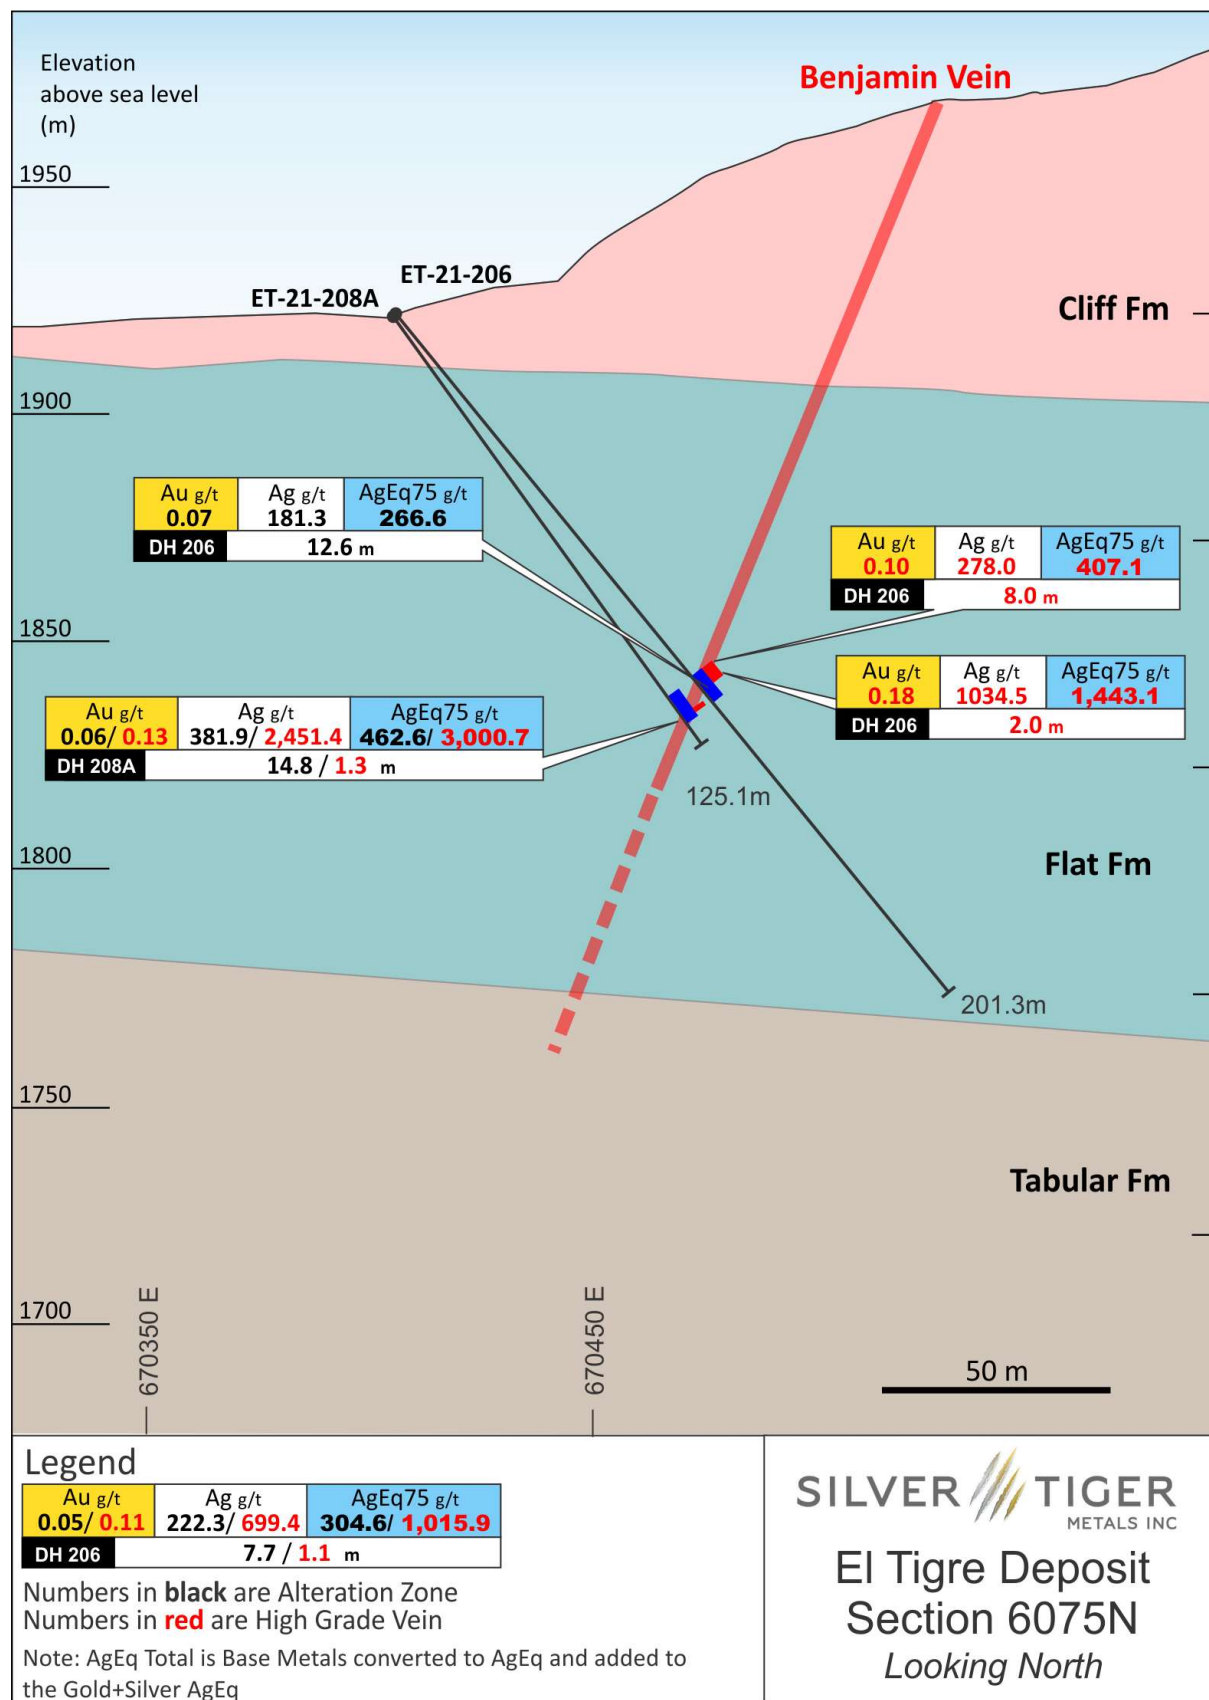 Elevation
above sea level
(m)
Benjamin Vein
1950
ET-21-206
ET-21-208A
Cliff Fm
1900
Au g/t Ag g/t AgEq75 g/t
0.07 181.3 266.6
DH 206 12.6 m
Au g/t Ag g/t AgEq75 g/t
0.10 278.0 407.1
DH 206 8.0 m
1850
Au g/t Ag g/t AgEq75 g/t
0.18 1034.5 1,443.1
DH 206 2.0 m
Au g/t Ag g/t AgEq75 g/t
0.06/ 0.13 381.9/ 2,451.4 462.6/ 3,000.7
DH 208A 14.8 / 1.3 m
125.1m
1800
Flat Fm
201.3m
1750
Tabular Fm
1700
670350 E
670450 E
50 m
Legend
Au g/t Ag g/t AgEq75 g/t
0.05/ 0.11 222.3/ 699.4 304.6/ 1,015.9
DH 206 7.7 / 1.1 m
Numbers in black are Alteration Zone
Numbers in red are High Grade Vein
Note: AgEq Total is Base Metals converted to AgEq and added to
the Gold+Silver AgEq
SILVER TIGER
METALS INC
El Tigre Deposit
Section 6075N
Looking North